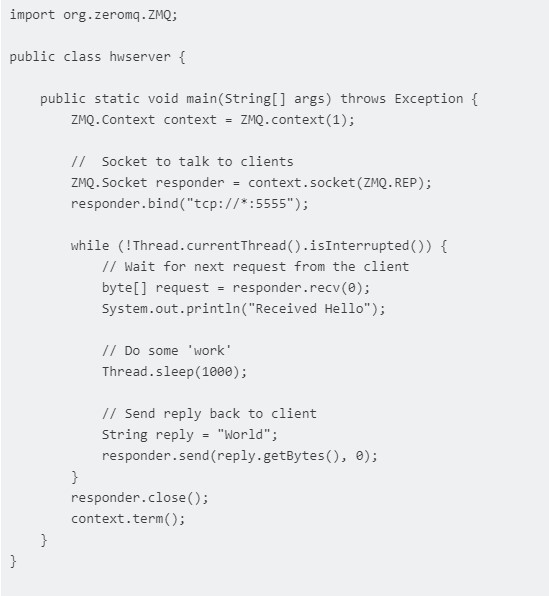 import org.zeromq.ZMQ;
public class hwserver {
public static void main(String[] args) throws Exception {
ZMQ.Context context = ZMQ.context(1);
//  Socket to talk to clients
ZMQ.Socket responder = context.socket(ZMQ.REP);
responder.bind("tcp://*:5555");
while (!Thread.currentThread().isInterrupted()) {
// Wait for next request from the client
byte[] request = responder.recv(0);
System.out.println("Received Hello");
// Do some 'work'
Thread.sleep(1000);
// Send reply back to client
String reply = "World";
responder.send(reply.getBytes(), 0);
}
responder.close();
context.term();
}
}